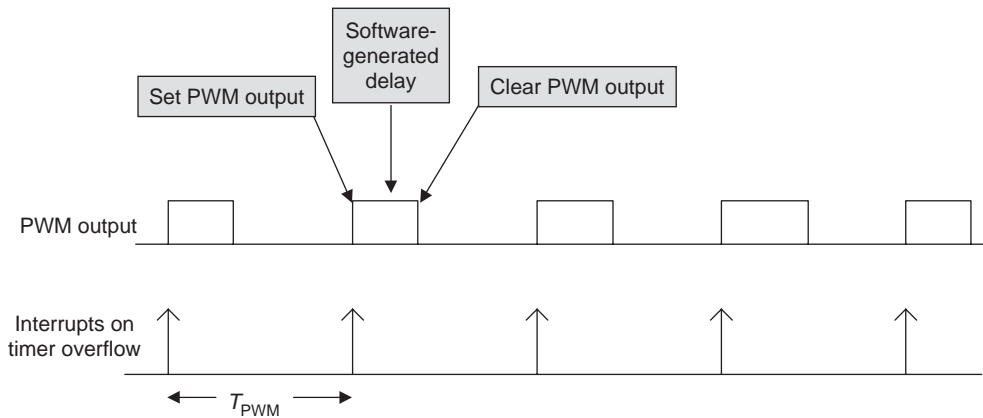 Software-
generated
delay
Set PWM output
Clear PWM output
PWM output
Interrupts on
timer overflow
TPWM